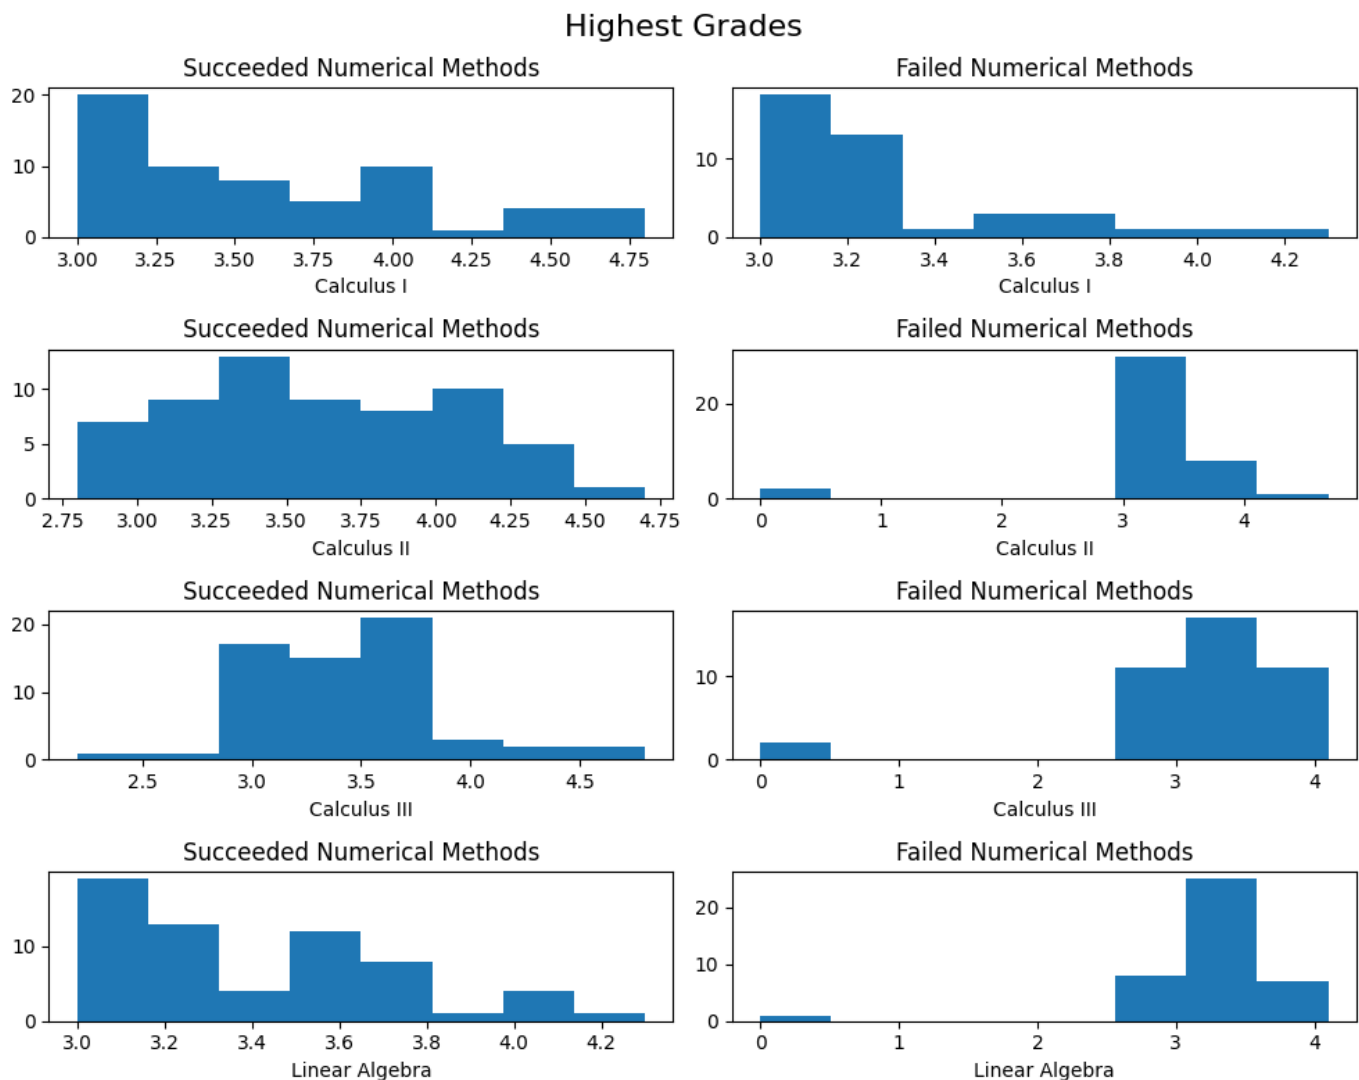 Highest Grades
Succeeded Numerical Methods
20
10
0
3.00 3.25 3.50 3.75 4.00 4.25 4.50 4.75
Calculus I
Failed Numerical Methods
10
0
3.0 3.2 3.4 3.6 3.8 4.0 4.2
Calculus I
Succeeded Numerical Methods
10
5
0
2.75 3.00 3.25 3.50 3.75 4.00 4.25 4.50 4.75
Calculus II
Failed Numerical Methods
20
0
0 1 2 3 4
Calculus II
Succeeded Numerical Methods
20
10
0
2.5 3.0 3.5 4.0 4.5
Calculus III
Failed Numerical Methods
10
0
0 1 2 3 4
Calculus III
Succeeded Numerical Methods
10
0
3.0 3.2 3.4 3.6 3.8 4.0 4.2
Linear Algebra
Failed Numerical Methods
20
10
0
0 1 2 3 4
Linear Algebra